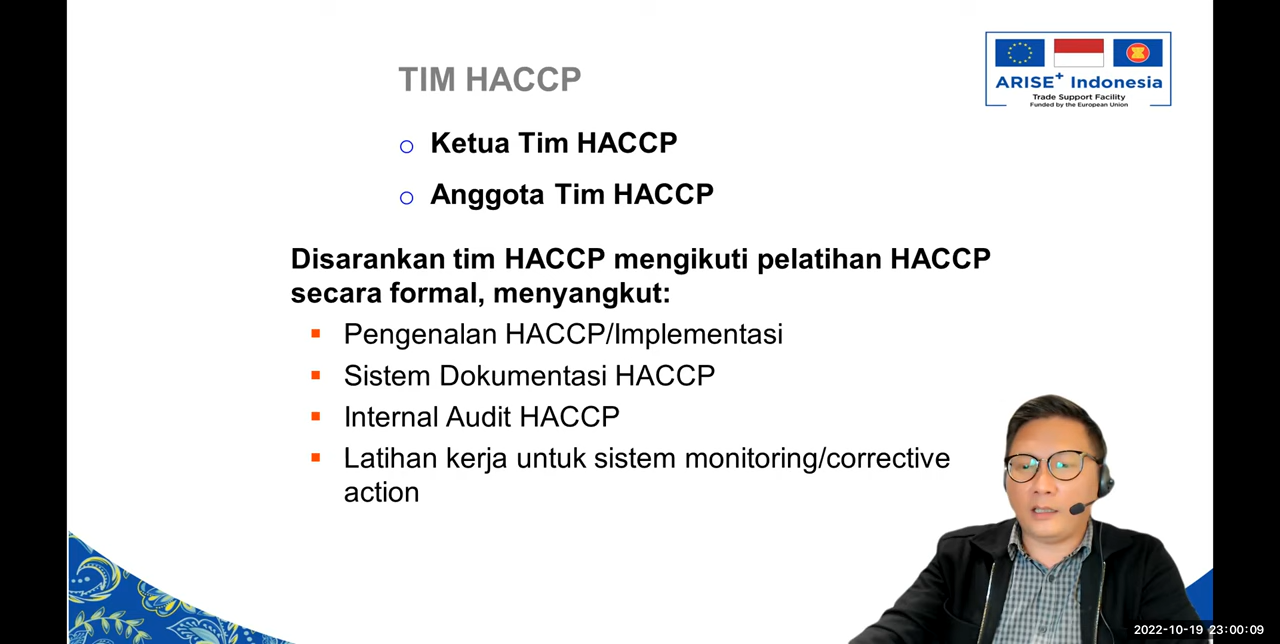 TIM HACCP
ARISE+ Indonesia
Trade Support Facility
Funded by the European Union
Ketua Tim HACCP
Anggota Tim HACCP
Disarankan tim HACCP mengikuti pelatihan HACCP
secara formal, menyangkut:
Pengenalan HACCP/Implementasi
Sistem Dokumentasi HACCP
Internal Audit HACCP
Latihan kerja untuk sistem monitoring/corrective
action
2022-10-19 23:00:09